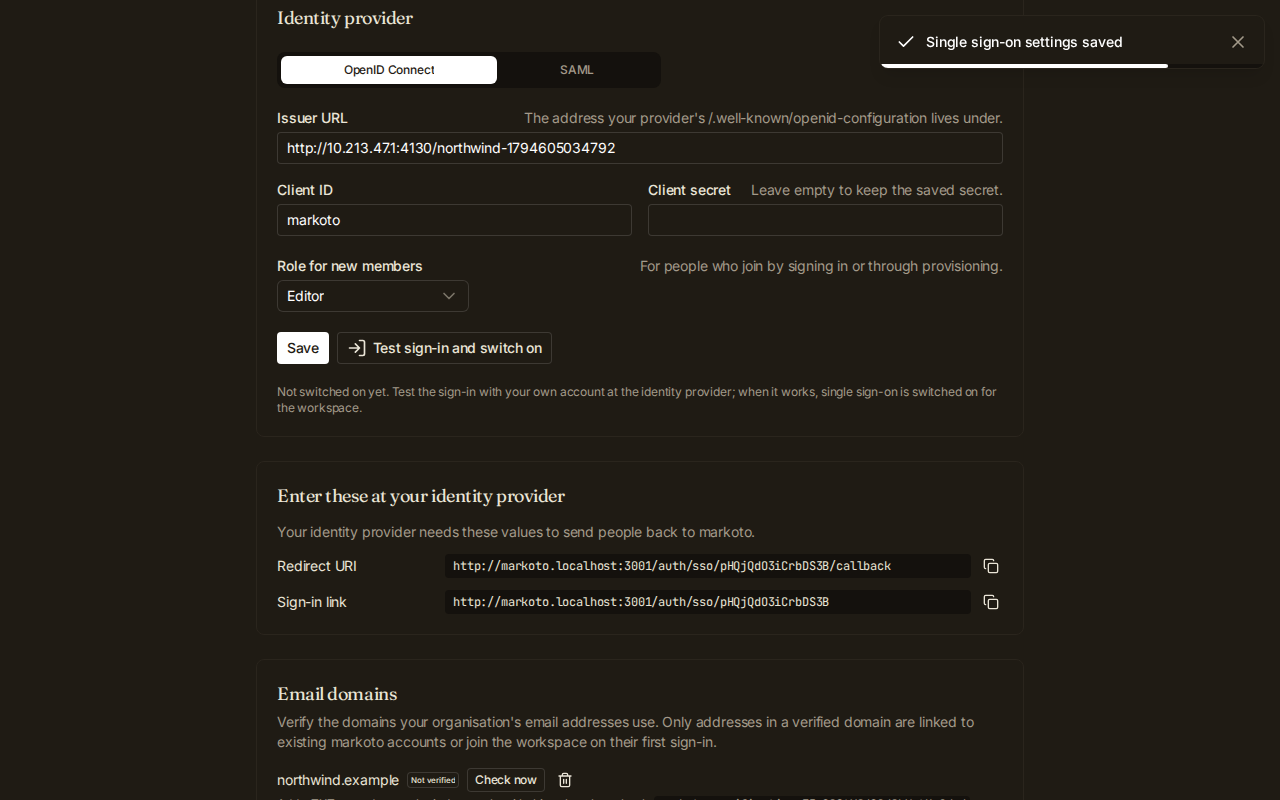 Identity provider
Single sign-on settings saved
OpenID Connect
SAML
Issuer URL
The address your provider's /.well-known/openid-configuration lives under.
http://10.213.47.1:4130/northwind-1794605034792
Client ID
Client secret
Leave empty to keep the saved secret.
markoto
Role for new members
For people who join by signing in or through provisioning.
Editor
Save
Test sign-in and switch on
Not switched on yet. Test the sign-in with your own account at the identity provider; when it works, single sign-on is switched on for
the workspace.
Enter these at your identity provider
Your identity provider needs these values to send people back to markoto.
Redirect URI
http://markoto.localhost:3001/auth/sso/pHQjQdO3iCrbDS3B/callback
Sign-in link
http://markoto.localhost:3001/auth/sso/pHQjQdO3iCrbDS3B
Email domains
Verify the domains your organisation's email addresses use. Only addresses in a verified domain are linked to
existing markoto accounts or join the workspace on their first sign-in.
northwind.example
Not verified
Check now